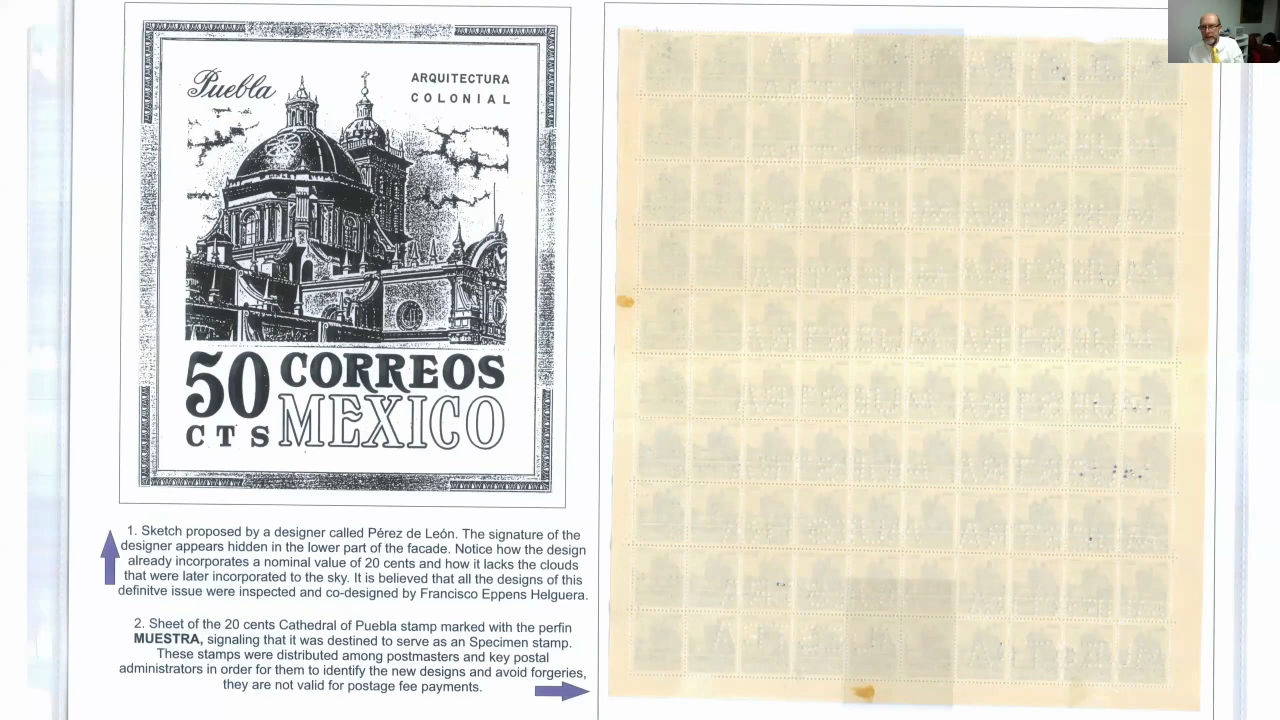 Puebla
ARQUITECTURA
COLONIAL
50 CORREOS
CTS MEXICO
1. Sketch proposed by a designer called Pérez de León. The signature of the
designer appears hidden in the lower part of the facade. Notice how the design
already incorporates a nominal value of 20 cents and how it lacks the clouds
that were later incorporated to the sky. It is believed that all the designs of this
definitve issue were inspected and co-designed by Francisco Eppens Helguera.
2. Sheet of the 20 cents Cathedral of Puebla stamp marked with the perfin
MUESTRA, signaling that it was destined to serve as an Specimen stamp.
These stamps were distributed among postmasters and key postal
administrators in order for them to identify the new designs and avoid forgeries,
they are not valid for postage fee payments.